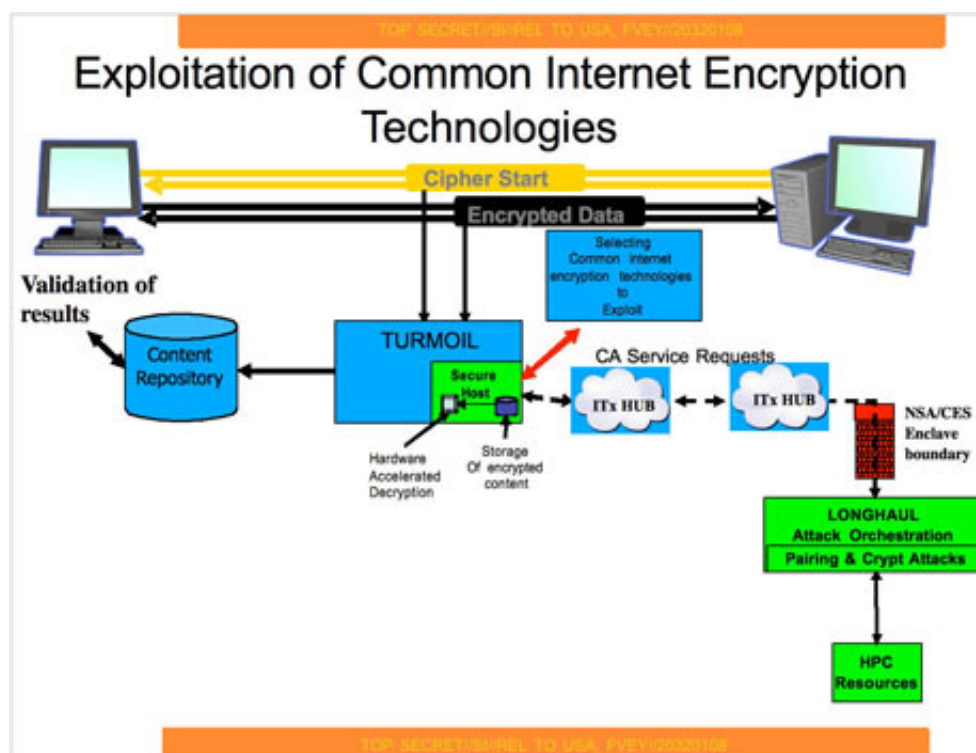 TOP SECRET//SI//REL TO USA, FVEY//20320108
Exploitation of Common Internet Encryption
Technologies
Cipher Start
Encrypted Data
Selecting
Common internet
encryption technologies
to
Exploit
Validation of
results
Content
Repository
TURMOIL
Secure
Host
CA Service Requests
ITx HUB
ITx HUB
NSA/CES
Enclave
boundary
Hardware
Accelerated
Decryption
Storage
Of encrypted
content
LONGHAUL
Attack Orchestration
Pairing & Crypt Attacks
HPC
Resources
TOP SECRET//SI//REL TO USA, FVEY//20320108